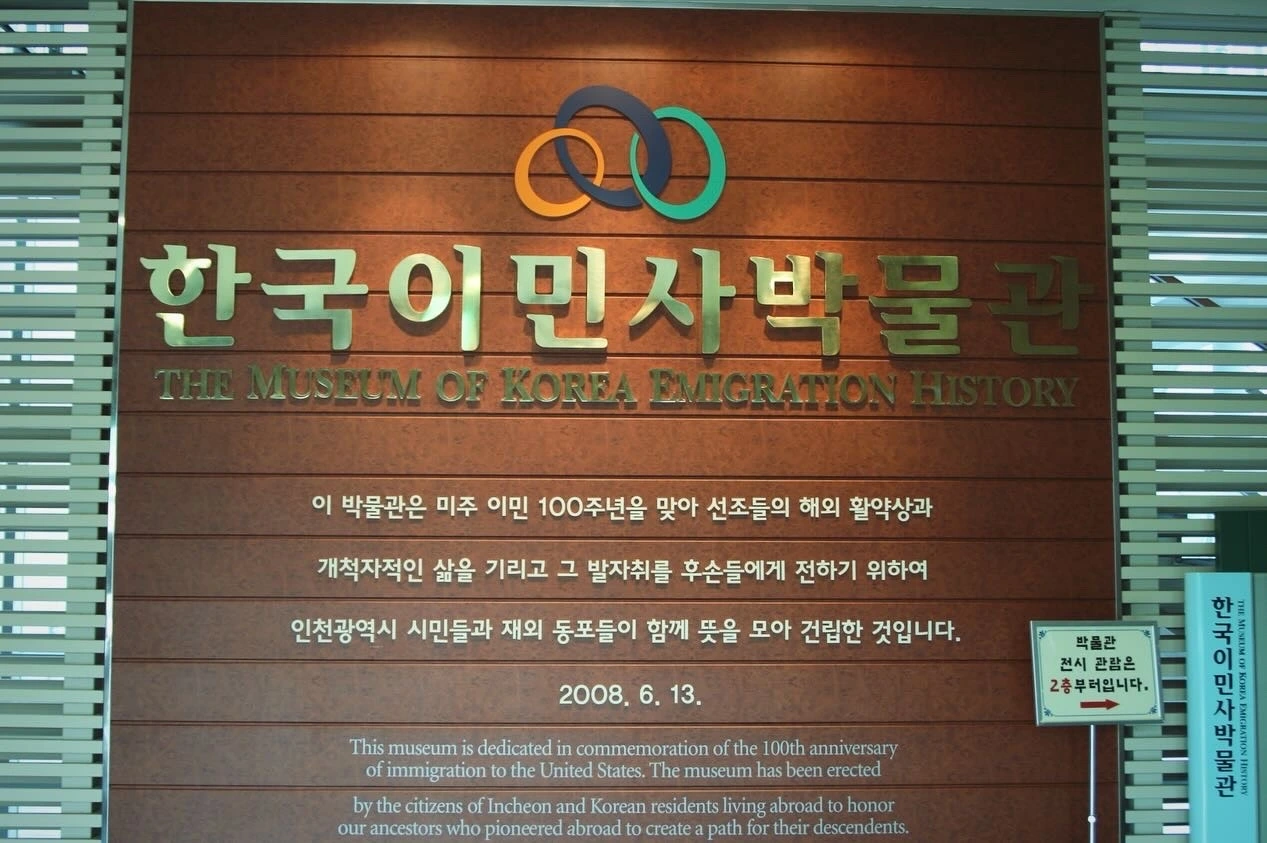 한국이민사박물관
THE MUSEUM OF KOREA EMIGRATION HISTORY
이 박물관은 미주 이민 100주년을 맞아 선조들의 해외 활약상과
개척자적인 삶을 기리고 그 발자취를 후손들에게 전하기 위하여
인천광역시 시민들과 재외 동포들이 함께 뜻을 모아 건립한 것입니다.
2008. 6. 13.
This museum is dedicated in commemoration of the 100th anniversary
of immigration to the United States. The museum has been erected
by the citizens of Incheon and Korean residents living abroad to honor
our ancestors who pioneered abroad to create a path for their descendents.
박물관
전시 관람은
2층부터입니다.
한국이민사박물관
THE MUSEUM OF KOREA EMIGRATION HISTORY